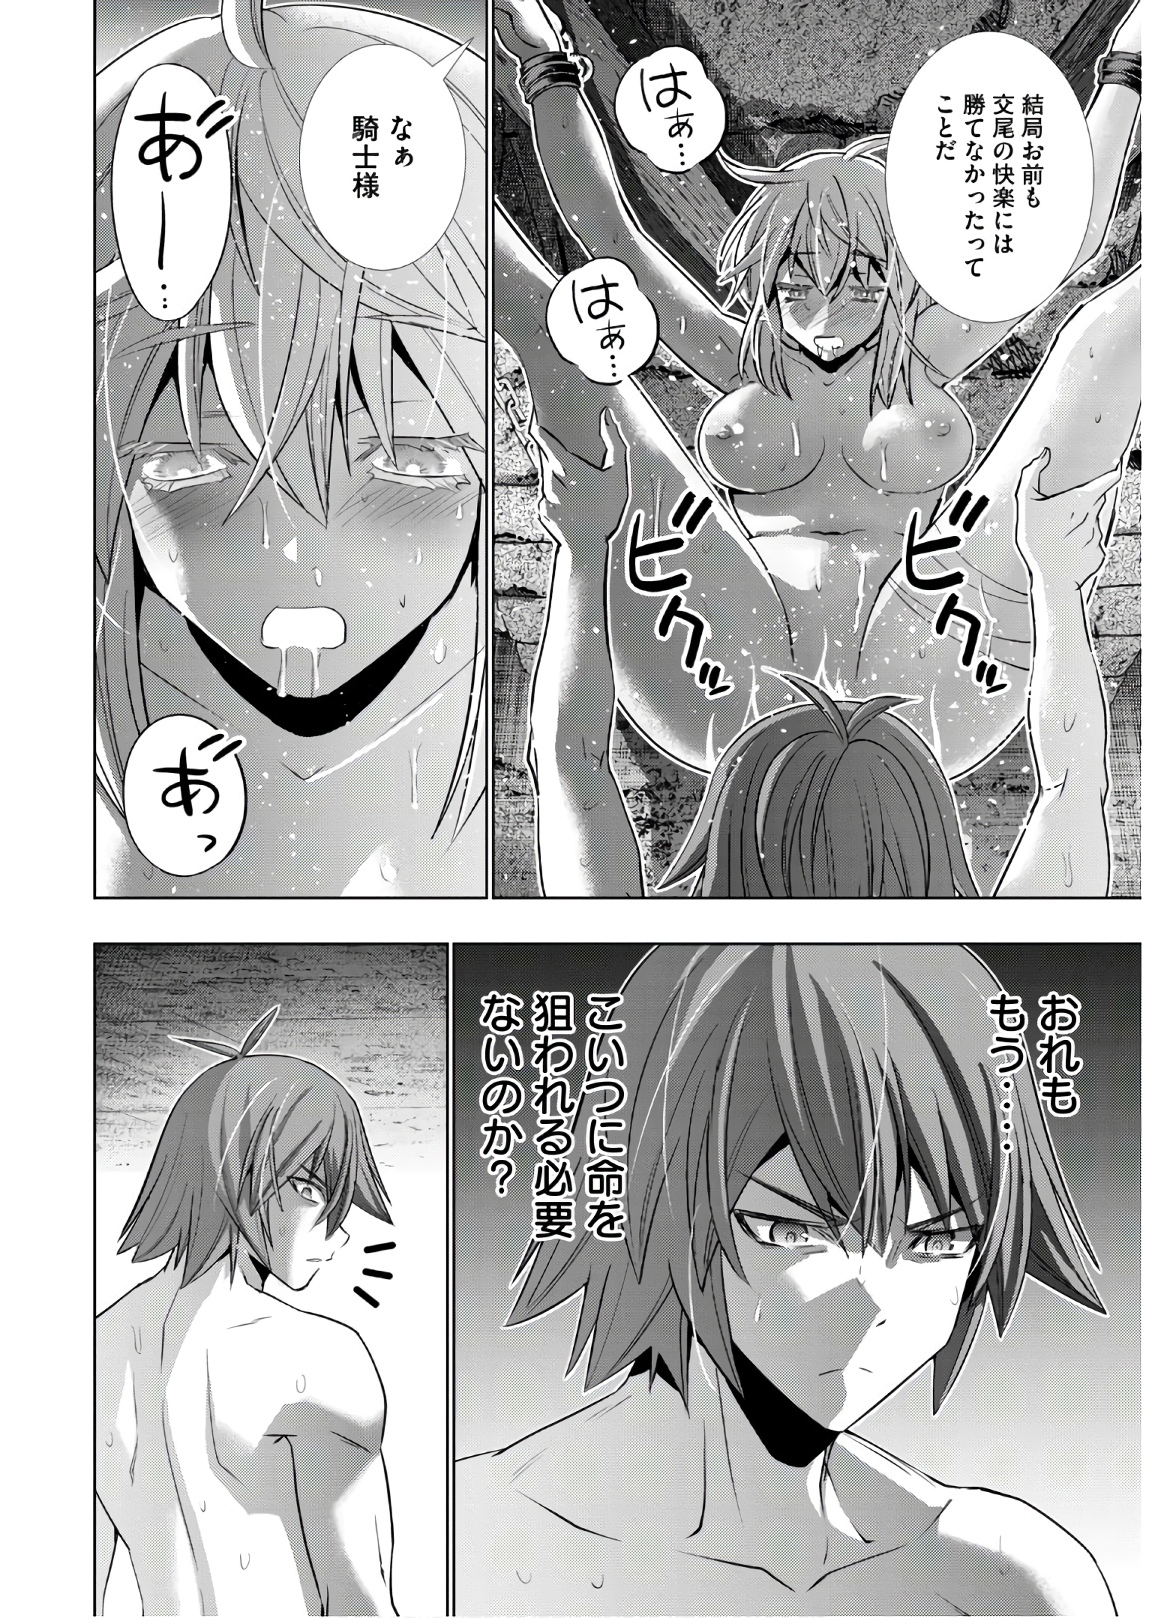 結局お前も
交尾の快楽には
勝てなかったって
ことだ
はぁ…
はぁ…
ビクッ
ビクッ
なぁ
騎士様
あ゛ー…
あ゛っ
おれも
もう……
こいつに命を
狙われる必要
ないのか?